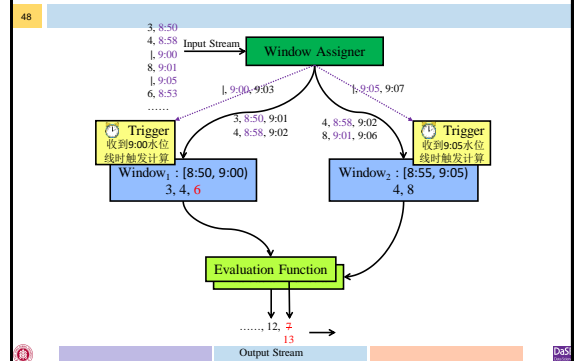 48
3, 8:50
4, 8:58
|, 9:00
8, 9:01
|, 9:05
6, 8:53
……
Input Stream
Window Assigner
|, 9:00, 9:03
|, 9:05, 9:07
3, 8:50, 9:01
4, 8:58, 9:02
4, 8:58, 9:02
8, 9:01, 9:06
Trigger
收到9:00水位
线时触发计算
Trigger
收到9:05水位
线时触发计算
Window1 : [8:50, 9:00)
3, 4, 6
Window2 : [8:55, 9:05)
4, 8
Evaluation Function
……, 12, 7
13
Output Stream
DaSE